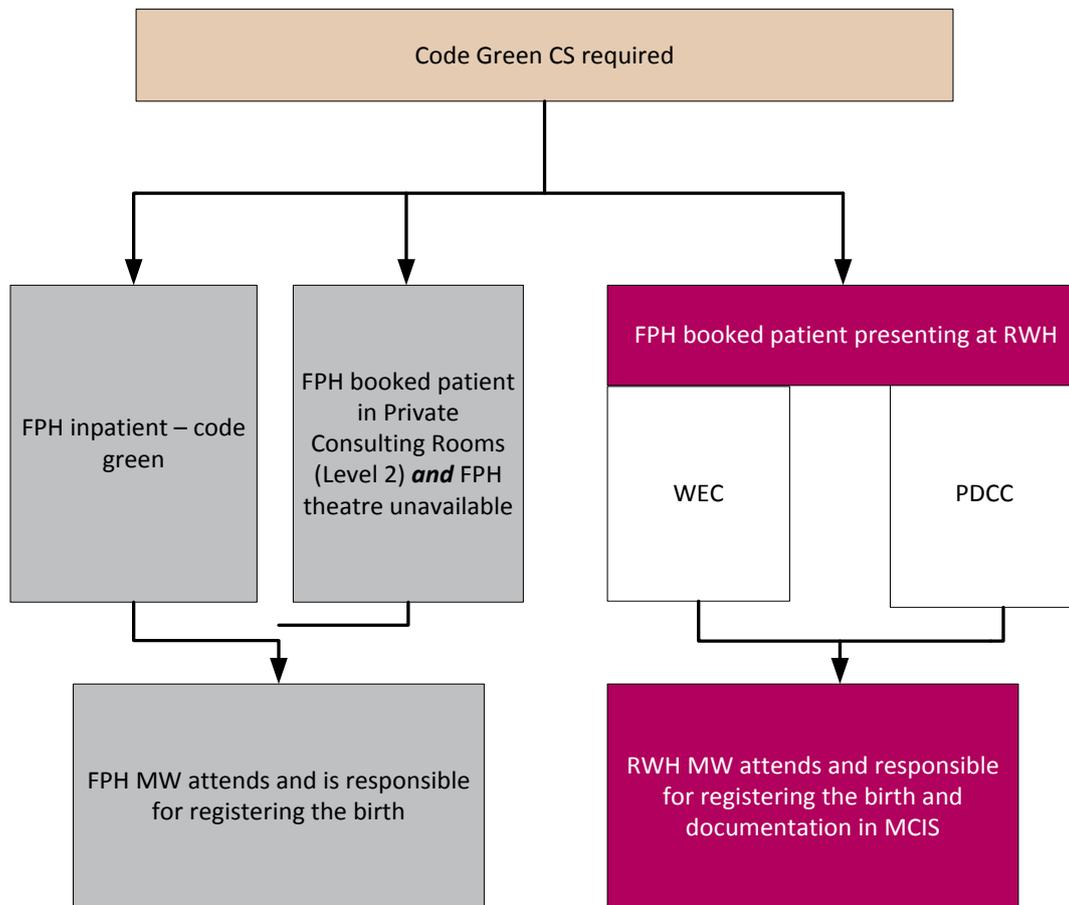 Code Green CS required
FPH inpatient – code
green
FPH booked patient
in Private
Consulting Rooms
(Level 2) and FPH
theatre unavailable
FPH booked patient presenting at RWH
WEC
PDCC
FPH MW attends and is responsible
for registering the birth
RWH MW attends and responsible
for registering the birth and
documentation in MCIS